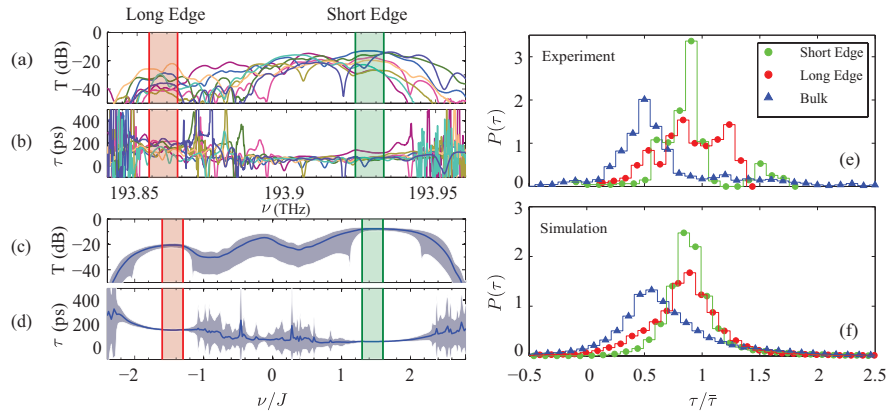 Long Edge Short Edge
(a)
T (dB)
0
−20
−40
(b)
τ (ps)
400
200
0
193.85 193.9 193.95
ν (THz)
(c)
T (dB)
0
−20
−40
(d)
τ (ps)
400
200
0
−2 −1 0 1 2
ν/J
Experiment
Short Edge
Long Edge
Bulk
P(τ)
3
2
1
0
(e)
Simulation
P(τ)
3
2
1
0
(f)
−0.5 0 0.5 1 1.5 2 2.5
τ/τ̄